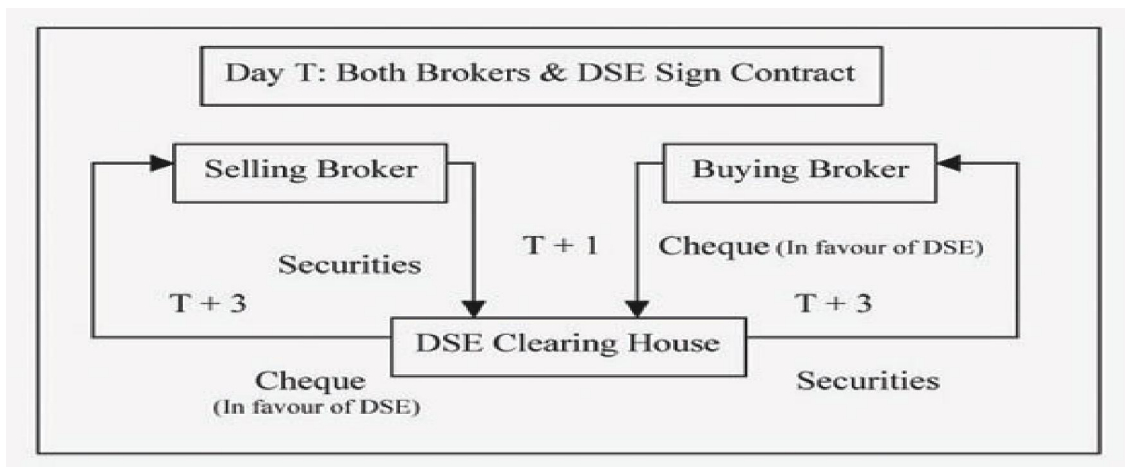 Day T: Both Brokers & DSE Sign Contract
Selling Broker
Buying Broker
T + 1
Cheque (In favour of DSE)
Securities
T + 3
T + 3
DSE Clearing House
Cheque
(In favour of DSE)
Securities